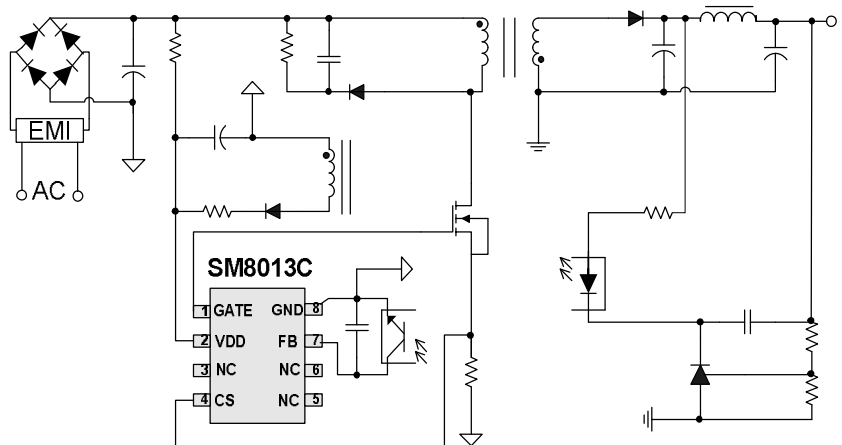 EMI
AC
SM8013C
1 GATE GND 8
2 VDD FB 7
3 NC NC 6
4 CS NC 5